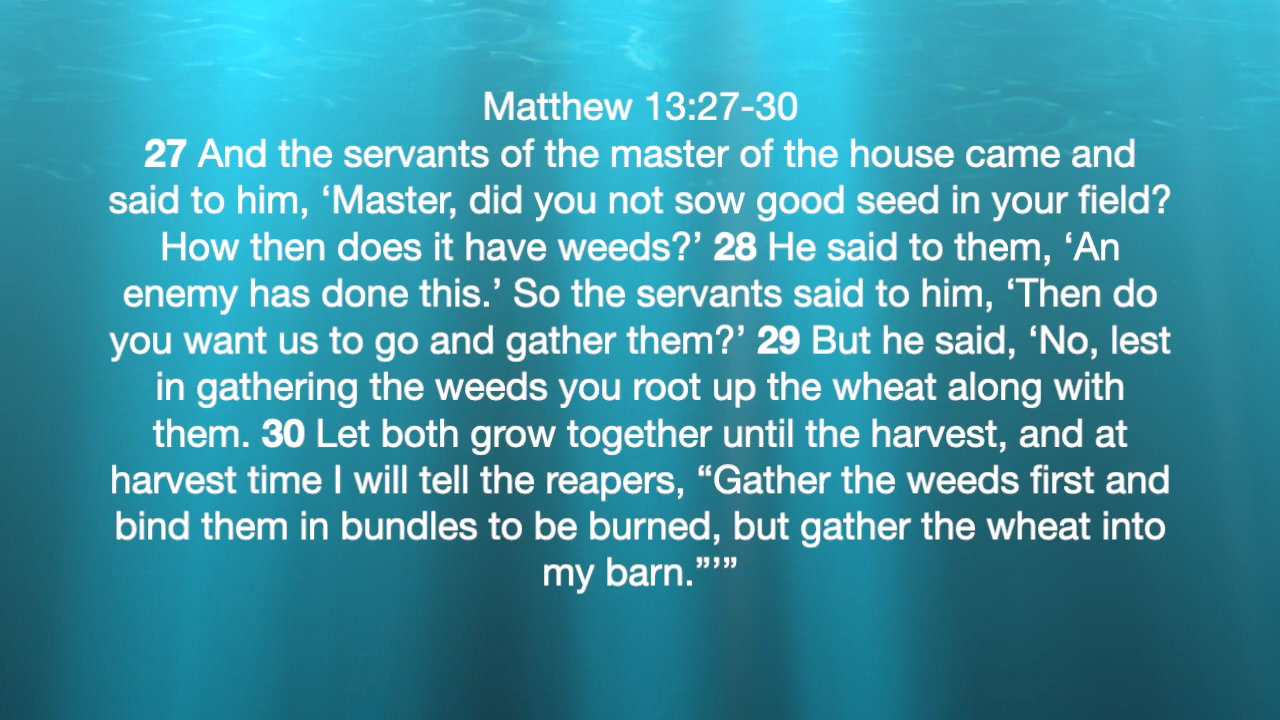 Matthew 13:27-30
27 And the servants of the master of the house came and
said to him, ‘Master, did you not sow good seed in your field?
How then does it have weeds?’ 28 He said to them, ‘An
enemy has done this.’ So the servants said to him, ‘Then do
you want us to go and gather them?’ 29 But he said, ‘No, lest
in gathering the weeds you root up the wheat along with
them. 30 Let both grow together until the harvest, and at
harvest time I will tell the reapers, “Gather the weeds first and
bind them in bundles to be burned, but gather the wheat into
my barn.”’”